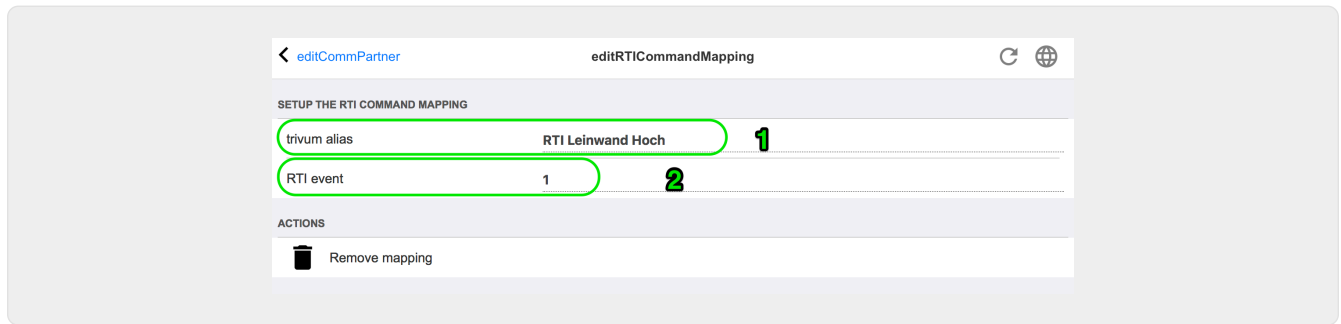 editCommPartner editRTICommandMapping
SETUP THE RTI COMMAND MAPPING
trivum alias RTI Leinwand Hoch 1
RTI event 1 2
ACTIONS
Remove mapping